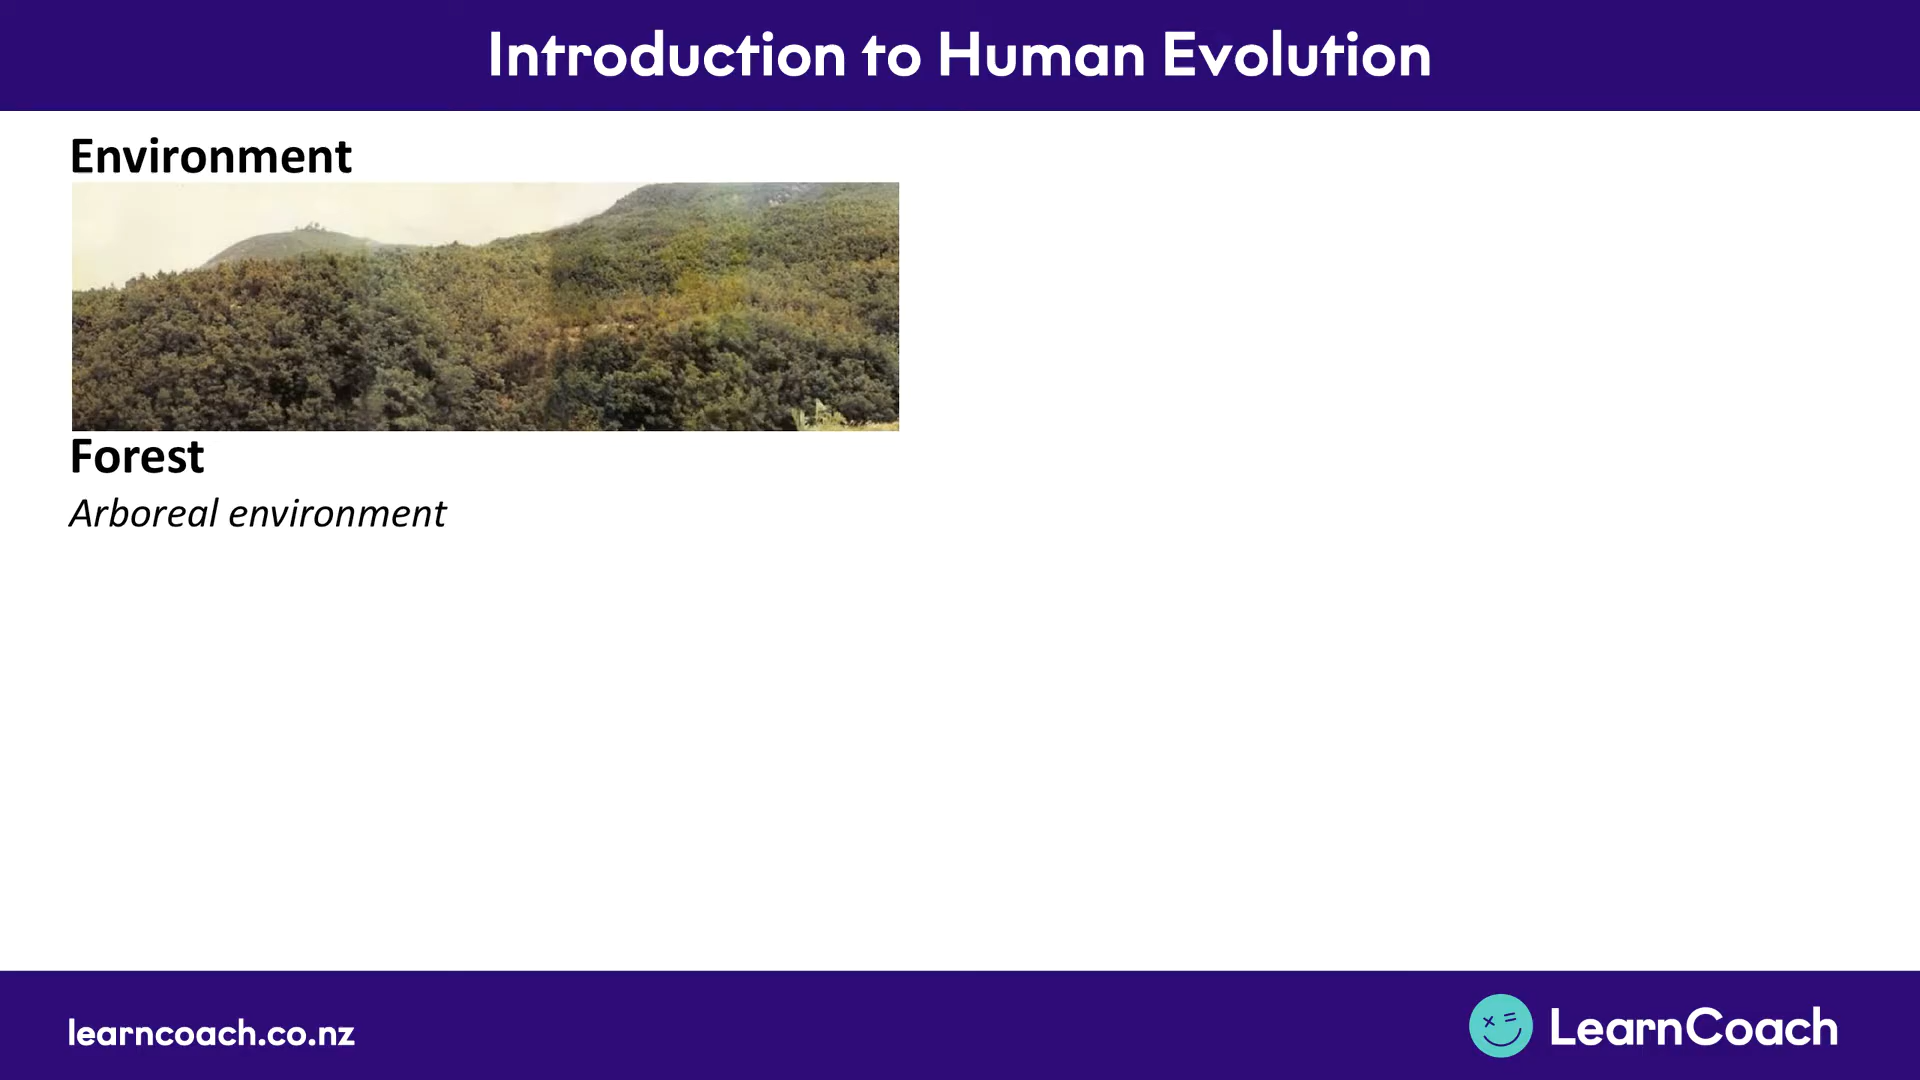 Introduction to Human Evolution
Environment
Forest
Arboreal environment
learncoach.co.nz
LearnCoach